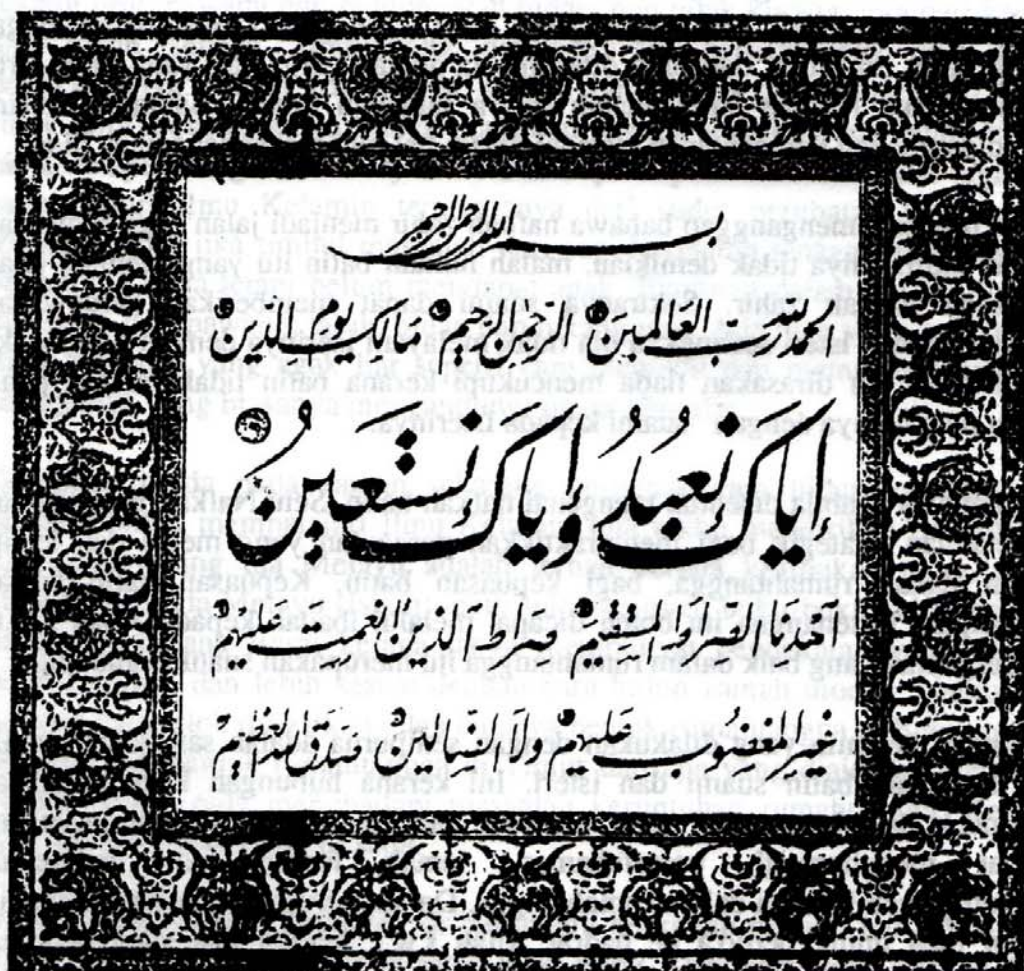 بسم الله الرحمن الرحيم
الحمد لله رب العالمين الرحمن الرحيم مالك يوم الدين
إياك نعبد وإياك نستعين
اهدنا الصراط المستقيم صراط الذين أنعمت عليهم
غير المغضوب عليهم ولا الضالين صدق الله العظيم